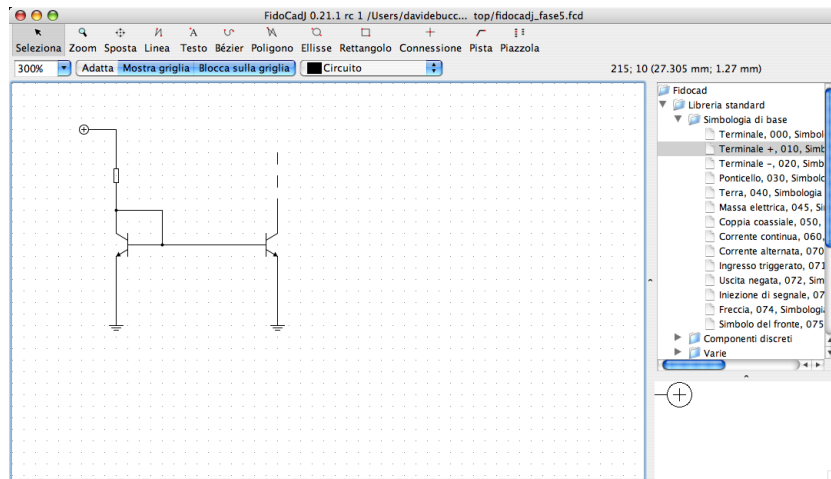 FidoCadJ 0.21.1 rc 1 /Users/davidebucc... top/fidocadj_fase5.fcd
Seleziona Zoom Sposta Linea Testo Bézier Poligono Ellisse Rettangolo Connessione Pista Piazzola
300% Adatta Mostra griglia Blocca sulla griglia Circuito 215; 10 (27.305 mm; 1.27 mm)
Fidocad
Libreria standard
Simbologia di base
Terminale, 000, Simbol
Terminale +, 010, Simb
Terminale -, 020, Simb
Ponticello, 030, Simbolo
Terra, 040, Simbologia
Massa elettrica, 045, Si
Coppia coassiale, 050,
Corrente continua, 060,
Corrente alternata, 070
Ingresso triggerato, 071
Uscita negata, 072, Sim
Iniezione di segnale, 07
Freccia, 074, Simbologi
Simbolo del fronte, 075
Componenti discreti
Varie